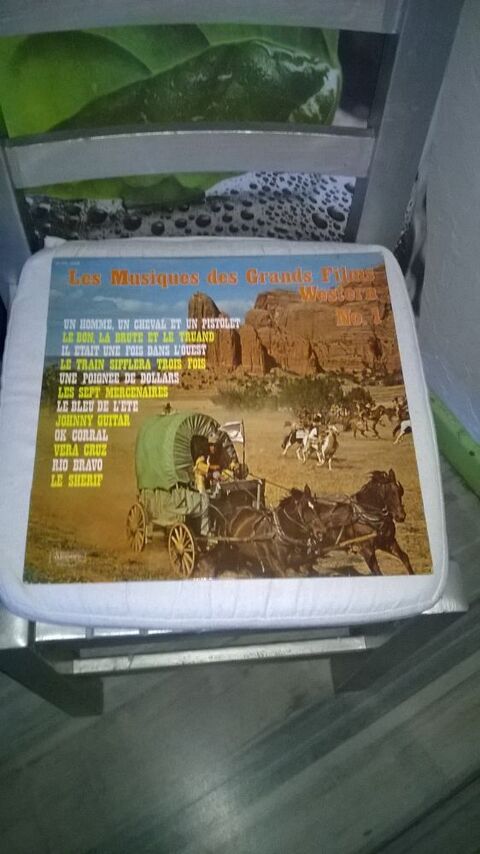 Les Musiques des Grands Films
Western
No. 1
UN HOMME, UN CHEVAL ET UN PISTOLET
LE BON, LA BRUTE ET LE TRUAND
IL ETAIT UNE FOIS DANS L'OUEST
LE TRAIN SIFFLERA TROIS FOIS
UNE POIGNEE DE DOLLARS
LES SEPT MERCENAIRES
LE BLEU DE L'ETE
JOHNNY GUITAR
OK CORRAL
VERA CRUZ
RIO BRAVO
LE SHERIF